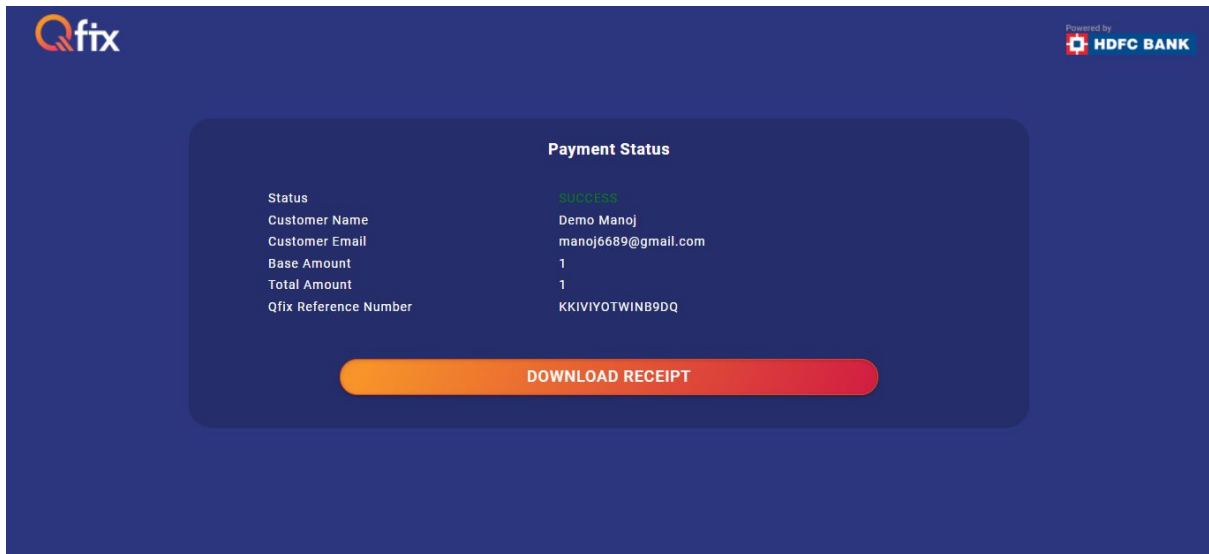 Qfix
Powered by
HDFC BANK
Payment Status
Status SUCCESS
Customer Name Demo Manoj
Customer Email manoj6689@gmail.com
Base Amount 1
Total Amount 1
Qfix Reference Number KKIVIYOTWINB9DQ
DOWNLOAD RECEIPT